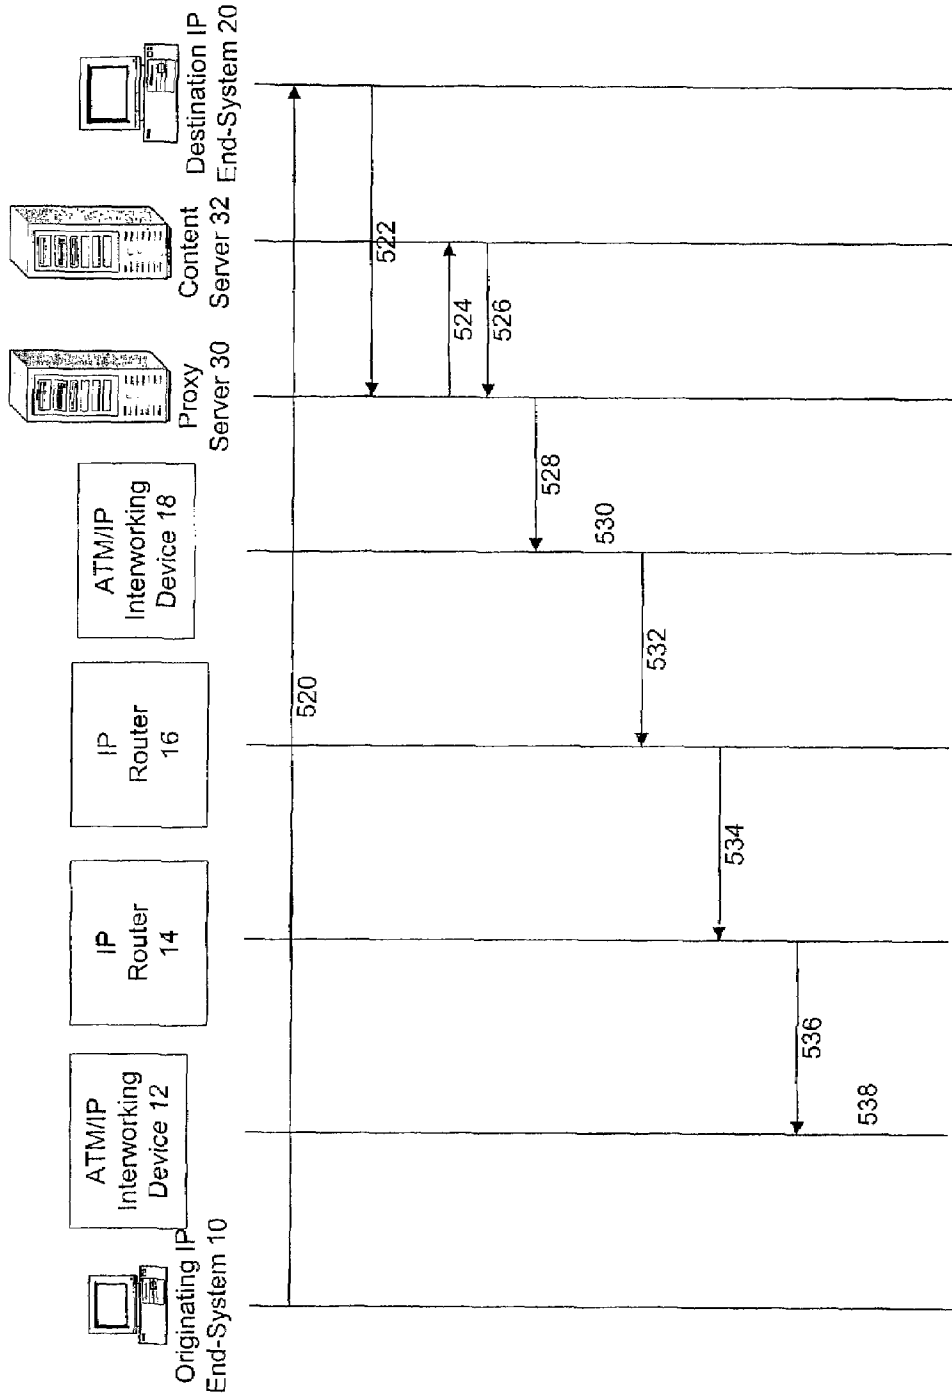 Originating IP
End-System 10
ATM/IP
Interworking
Device 12
IP
Router
14
IP
Router
16
ATM/IP
Interworking
Device 18
Proxy
Server 30
Content
Server 32
Destination IP
End-System 20
520
522
524
526
528
530
532
534
536
538